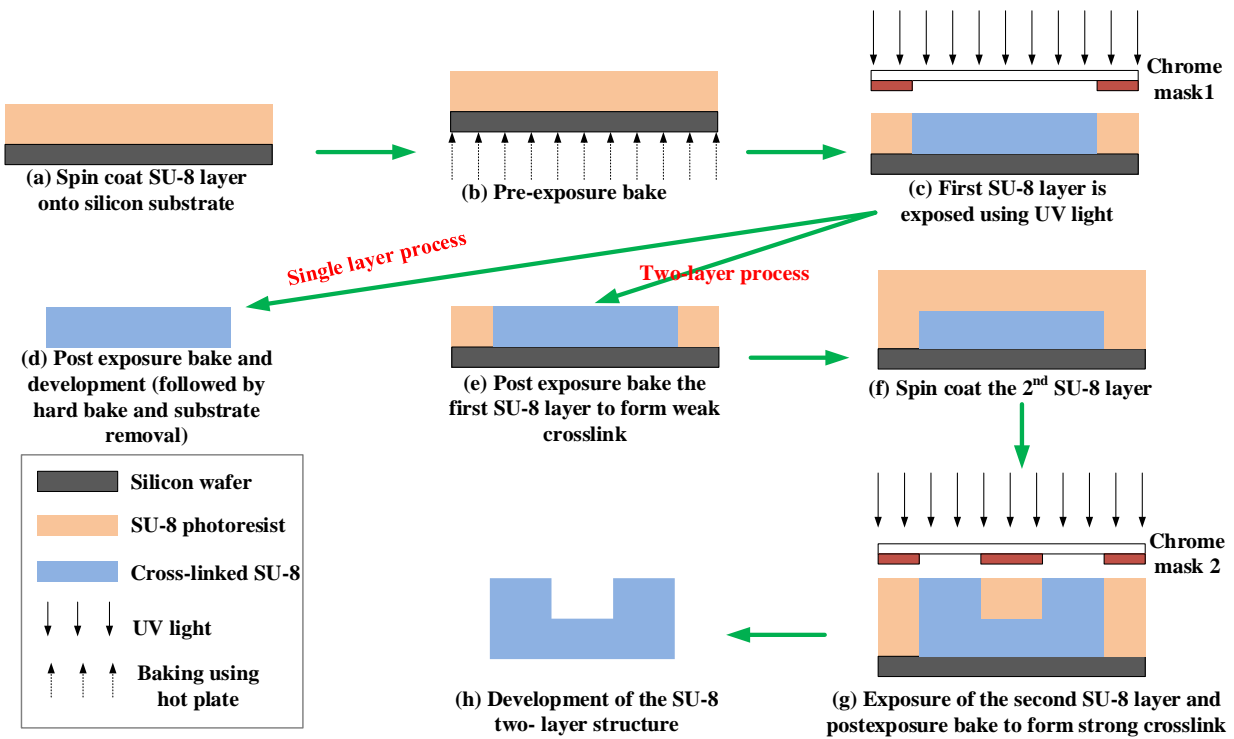 Chrome
mask1
(a) Spin coat SU-8 layer
onto silicon substrate
(b) Pre-exposure bake
(c) First SU-8 layer is
exposed using UV light
Single layer process
Two-layer process
(d) Post exposure bake and
development (followed by
hard bake and substrate
removal)
(e) Post exposure bake the
first SU-8 layer to form weak
crosslink
(f) Spin coat the 2nd SU-8 layer
Silicon wafer
SU-8 photoresist
Cross-linked SU-8
UV light
Baking using
hot plate
Chrome
mask 2
(h) Development of the SU-8
two- layer structure
(g) Exposure of the second SU-8 layer and
postexposure bake to form strong crosslink